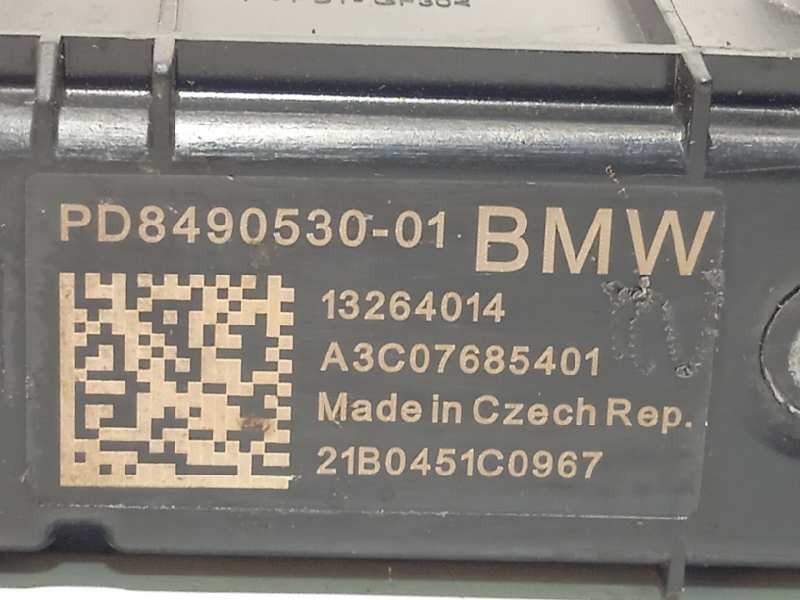 PD8490530-01 BMW
13264014
A3C07685401
Made in Czech Rep.
21B0451C0967